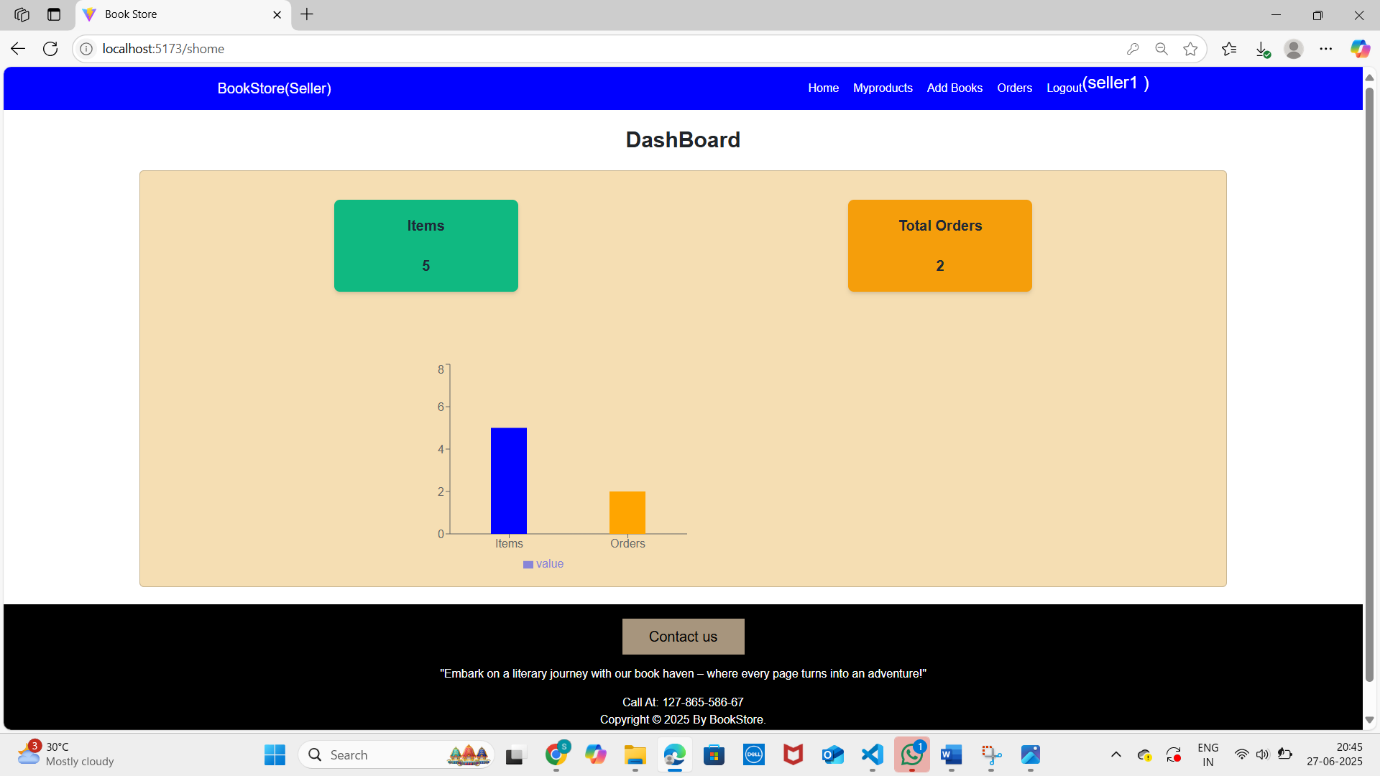 Book Store
localhost:5173/shome
BookStore(Seller)
Home Myproducts Add Books Orders Logout(seller1 )
DashBoard
Items
5
Total Orders
2
8
6
4
2
0
Items Orders
value
Contact us
"Embark on a literary journey with our book haven – where every page turns into an adventure!"
Call At: 127-865-586-67
Copyright © 2025 By BookStore.
3
30°C
Mostly cloudy
Search
S
DELL
1
W
ENG
IN
20:45
27-06-2025